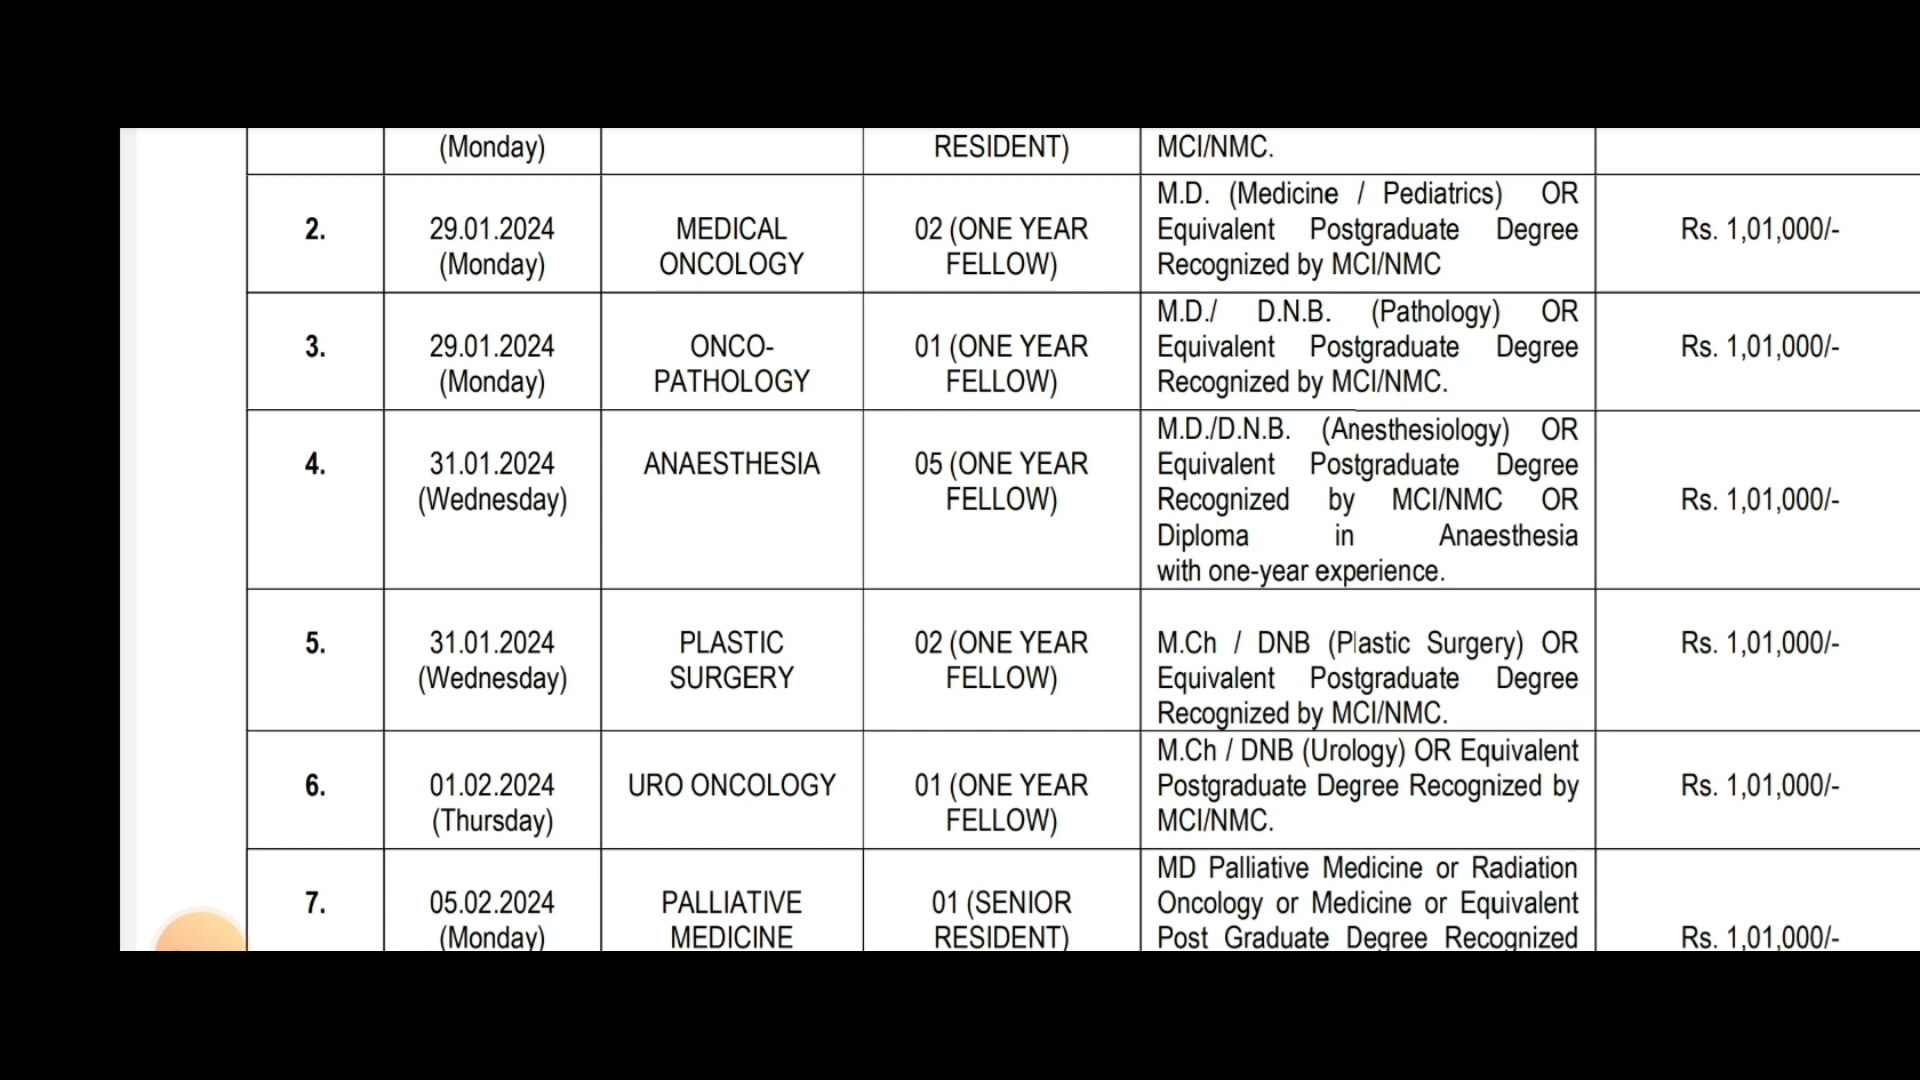 (Monday) RESIDENT) MCI/NMC.
M.D. (Medicine / Pediatrics) OR
2. 29.01.2024 MEDICAL 02 (ONE YEAR Equivalent Postgraduate Degree Rs. 1,01,000/-
(Monday) ONCOLOGY FELLOW) Recognized by MCI/NMC
M.D./ D.N.B. (Pathology) OR
3. 29.01.2024 ONCO- 01 (ONE YEAR Equivalent Postgraduate Degree Rs. 1,01,000/-
(Monday) PATHOLOGY FELLOW) Recognized by MCI/NMC.
M.D./D.N.B. (Anesthesiology) OR
4. 31.01.2024 ANAESTHESIA 05 (ONE YEAR Equivalent Postgraduate Degree
(Wednesday) FELLOW) Recognized by MCI/NMC OR Rs. 1,01,000/-
Diploma in Anaesthesia
with one-year experience.
5. 31.01.2024 PLASTIC 02 (ONE YEAR M.Ch / DNB (Plastic Surgery) OR Rs. 1,01,000/-
(Wednesday) SURGERY FELLOW) Equivalent Postgraduate Degree
Recognized by MCI/NMC.
M.Ch / DNB (Urology) OR Equivalent
6. 01.02.2024 URO ONCOLOGY 01 (ONE YEAR Postgraduate Degree Recognized by Rs. 1,01,000/-
(Thursday) FELLOW) MCI/NMC.
MD Palliative Medicine or Radiation
7. 05.02.2024 PALLIATIVE 01 (SENIOR Oncology or Medicine or Equivalent
(Monday) MEDICINE RESIDENT) Post Graduate Degree Recognized Rs. 1,01,000/-